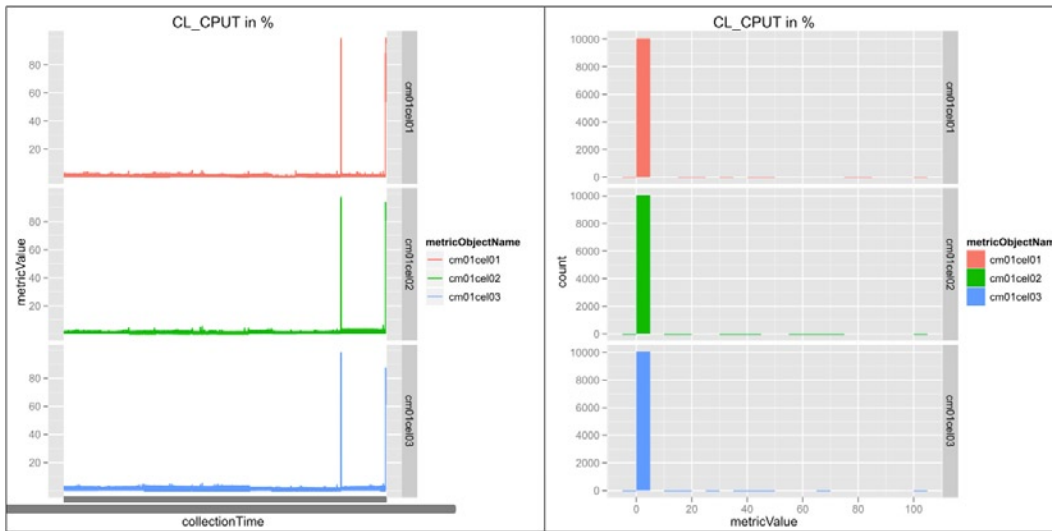 CL_CPUT in %
80
60
40
20
cm01cel01
80
60
40
20
cm01cel02
80
60
40
20
cm01cel03
metricValue
collectionTime
metricObjectName
cm01cel01
cm01cel02
cm01cel03
CL_CPUT in %
10000
8000
6000
4000
2000
0
cm01cel01
10000
8000
6000
4000
2000
0
cm01cel02
10000
8000
6000
4000
2000
0
cm01cel03
count
0
20
40
60
80
100
metricValue
metricObjectNam
cm01cel01
cm01cel02
cm01cel03